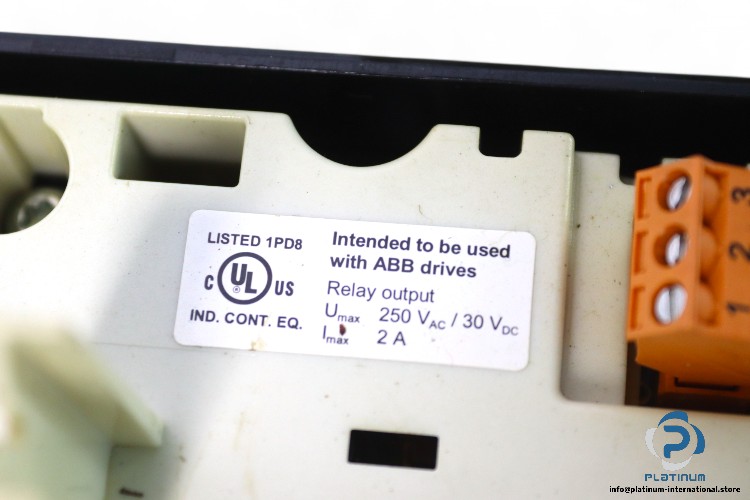 LISTED 1PD8
C UL US
IND. CONT. EQ.
Intended to be used
with ABB drives
Relay output
Umax 250 VAC / 30 VDC
Imax 2 A
3
2
1
PLATINUM
info@platinum-international.store